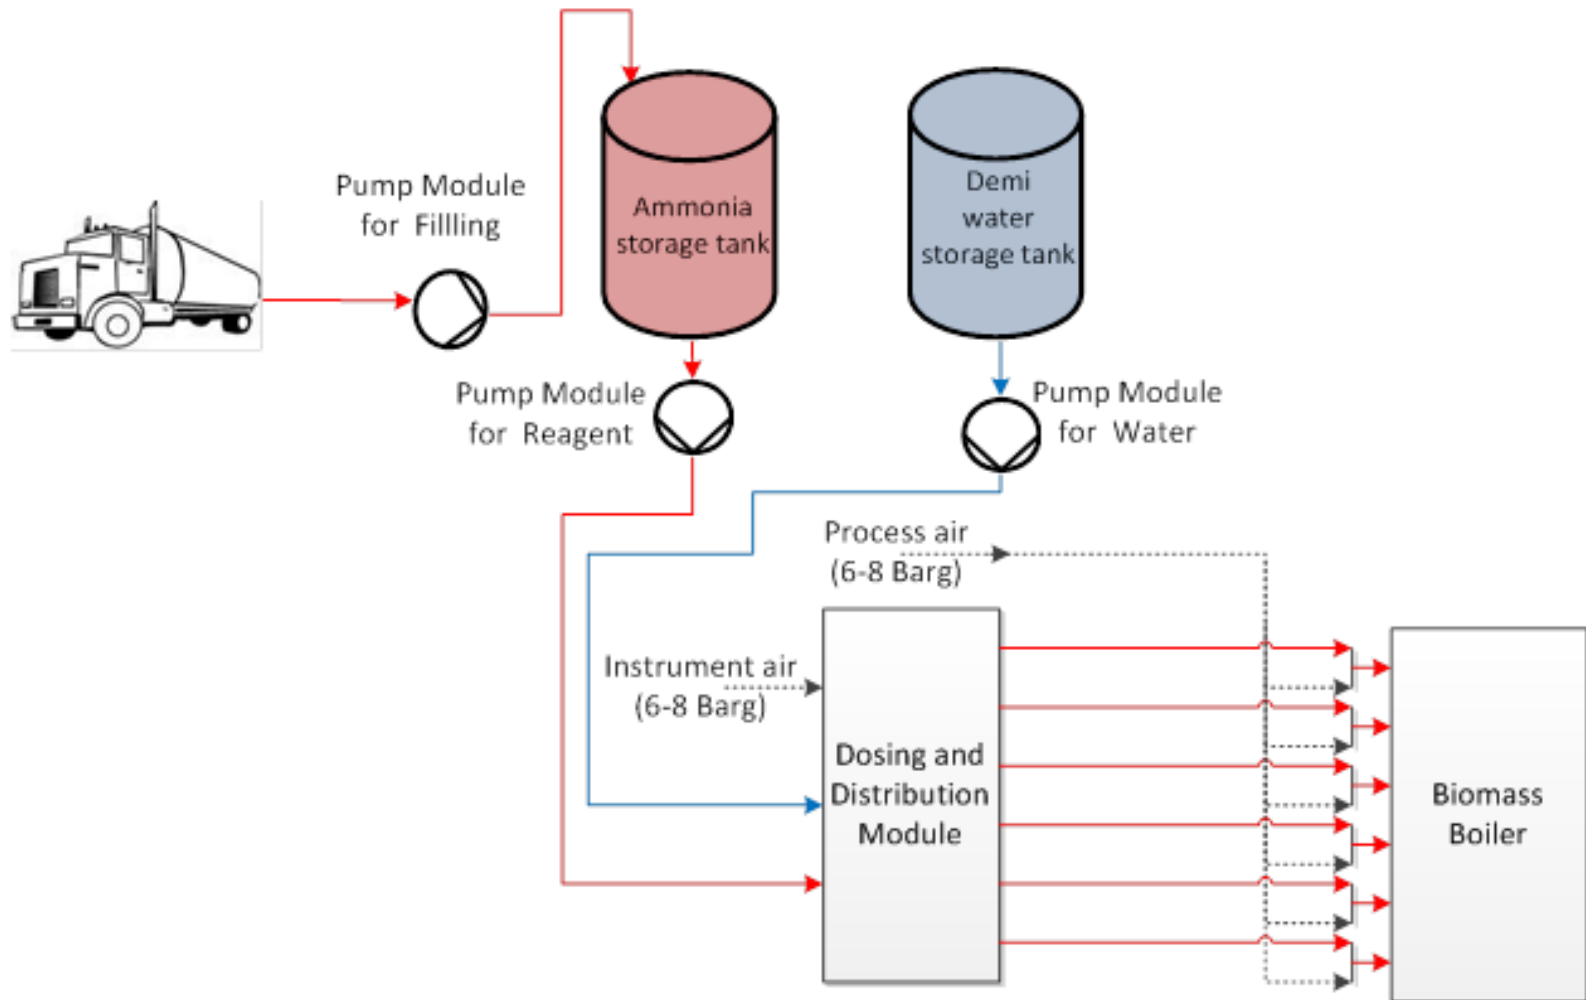 Pump Module
for Fillling
Ammonia
storage tank
Demi
water
storage tank
Pump Module
for Reagent
Pump Module
for Water
Process air
(6-8 Barg)
Instrument air
(6-8 Barg)
Dosing and
Distribution
Module
Biomass
Boiler